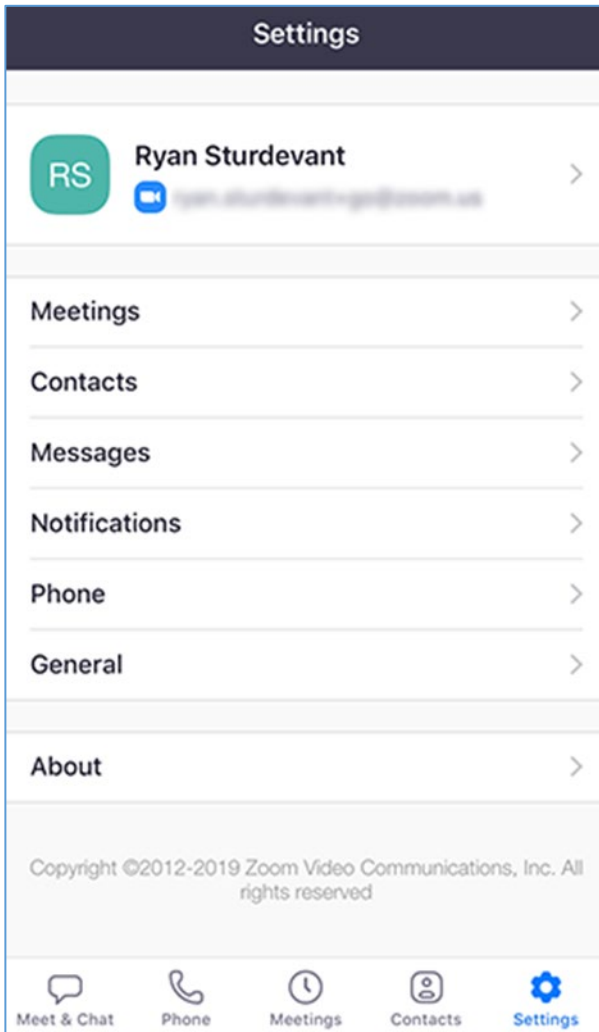 Settings
RS
Ryan Sturdevant
Meetings
Contacts
Messages
Notifications
Phone
General
About
Copyright ©2012-2019 Zoom Video Communications, Inc. All
rights reserved
Meet & Chat Phone Meetings Contacts Settings